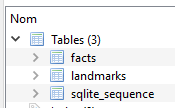 Nom
Tables (3)
facts
landmarks
sqlite_sequence